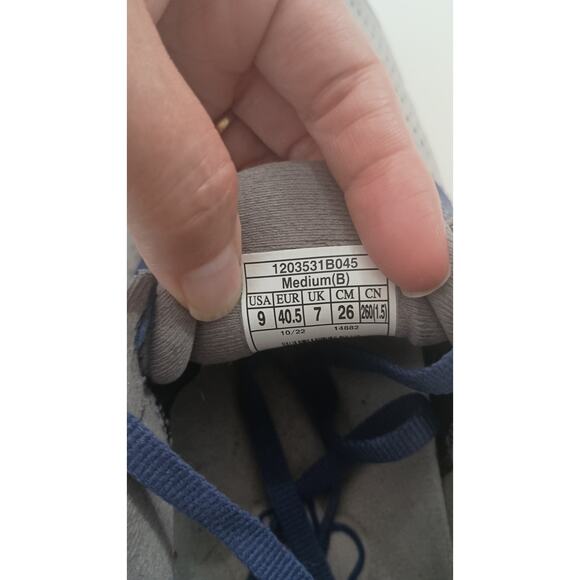 1203531B045
Medium(B)
USA EUR UK CM CN
9 40.5 7 26 260(1.5)
10/22 14882